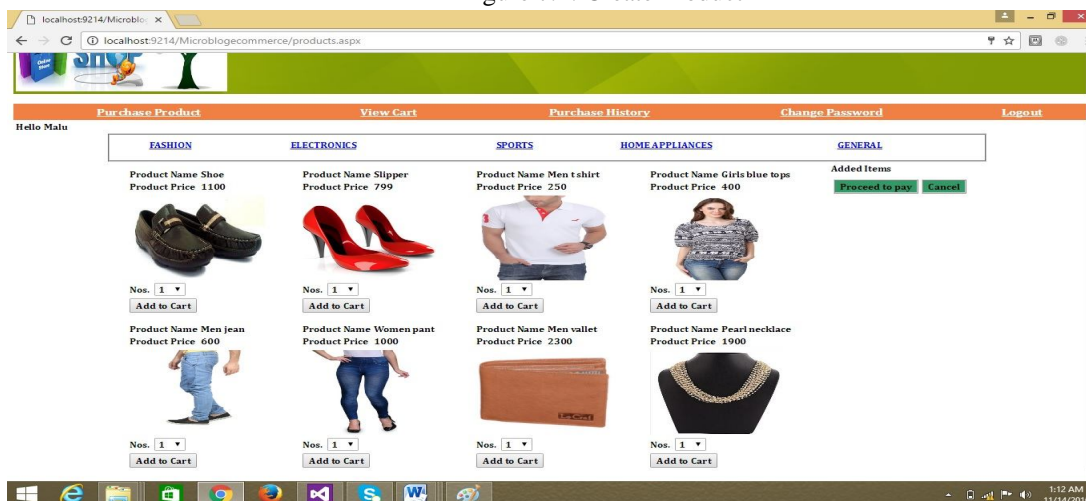 localhost:9214/Microblo
localhost:9214/Microblogecommerce/products.aspx
Online
Store
SHOP
Purchase Product View Cart Purchase History Change Password Logout
Hello Malu
FASHION ELECTRONICS SPORTS HOME APPLIANCES GENERAL
Added Items
Proceed to pay Cancel
Product Name Shoe Product Name Slipper Product Name Men t shirt Product Name Girls blue tops
Product Price 1100 Product Price 799 Product Price 250 Product Price 400
Nos. 1 Nos. 1 Nos. 1 Nos. 1
Add to Cart Add to Cart Add to Cart Add to Cart
Product Name Men jean Product Name Women pant Product Name Men vallet Product Name Pearl necklace
Product Price 600 Product Price 1000 Product Price 2300 Product Price 1900
Nos. 1 Nos. 1 Nos. 1 Nos. 1
Add to Cart Add to Cart Add to Cart Add to Cart
1:12 AM